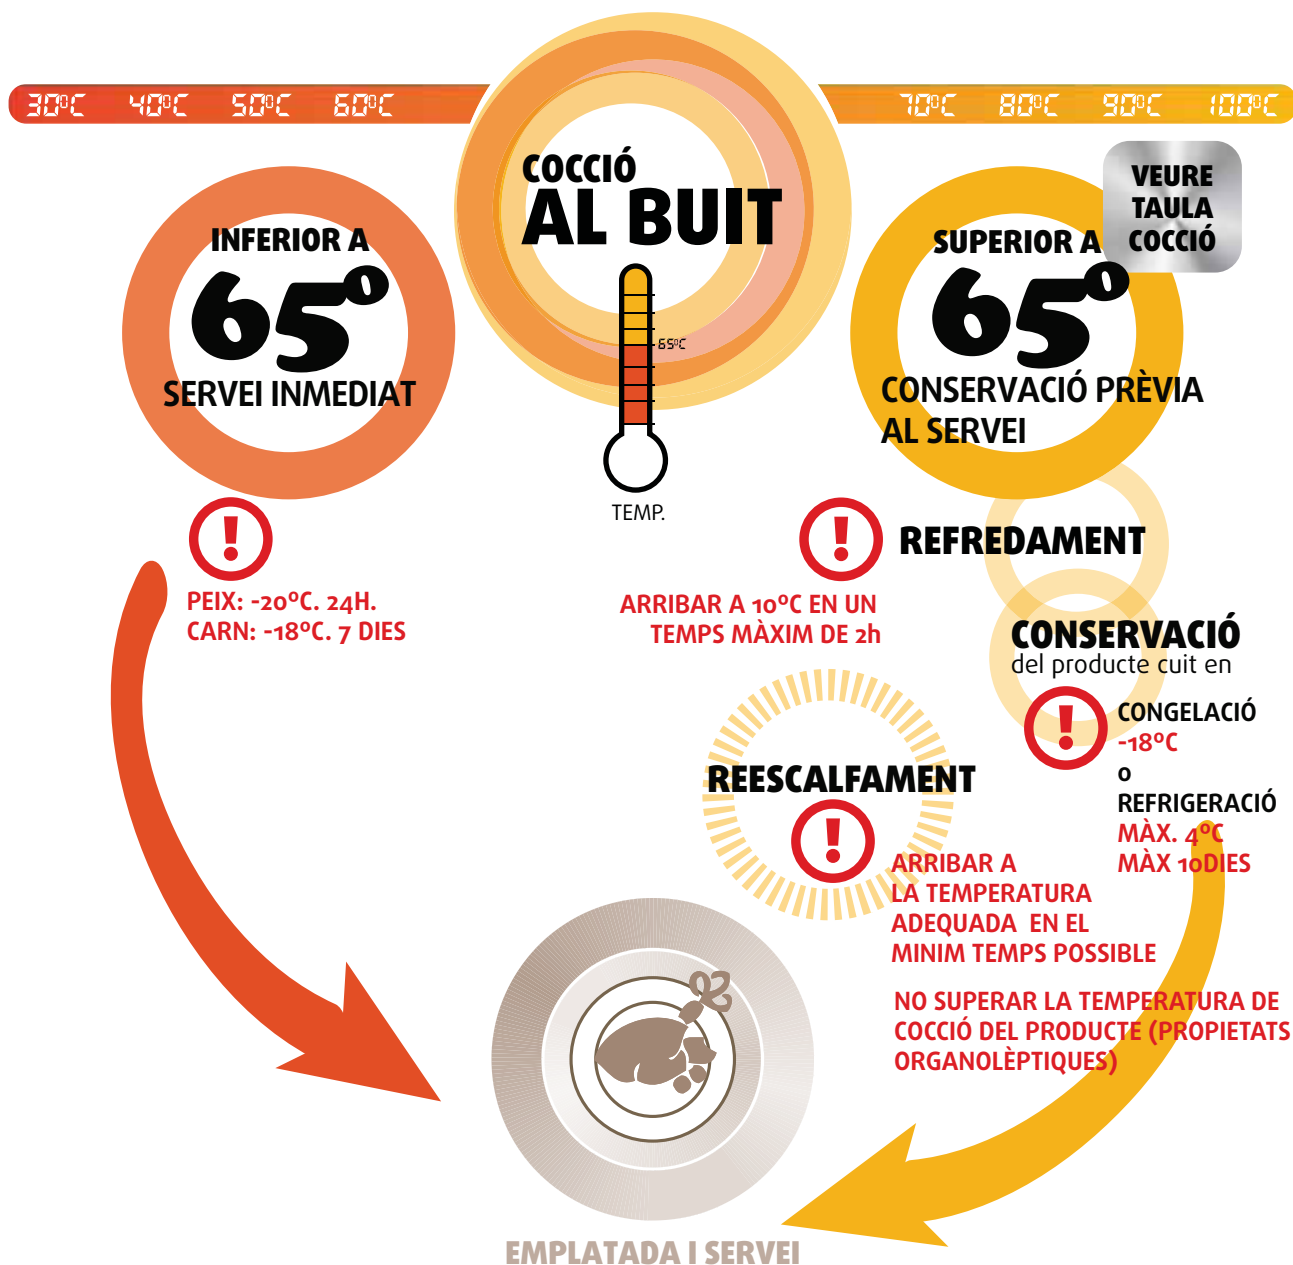 30ºC 40ºC 50ºC 60ºC 70ºC 80ºC 90ºC 100ºC
COCCIÓ
AL BUIT
65ºC
TEMP.
INFERIOR A
65º
SERVEI INMEDIAT
PEIX: -20ºC. 24H.
CARN: -18ºC. 7 DIES
VEURE
TAULA
COCCIÓ
SUPERIOR A
65º
CONSERVACIÓ PRÈVIA
AL SERVEI
REFREDAMENT
ARRIBAR A 10ºC EN UN
TEMPS MÀXIM DE 2h
CONSERVACIÓ
del producte cuit en
CONGELACIÓ
-18ºC
o
REFRIGERACIÓ
MÀX. 4ºC
MÀX 10DIES
REESCALFAMENT
ARRIBAR A
LA TEMPERATURA
ADEQUADA EN EL
MINIM TEMPS POSSIBLE
NO SUPERAR LA TEMPERATURA DE
COCCIÓ DEL PRODUCTE (PROPIETATS
ORGANOLÈPTIQUES)
EMPLATADA I SERVEI